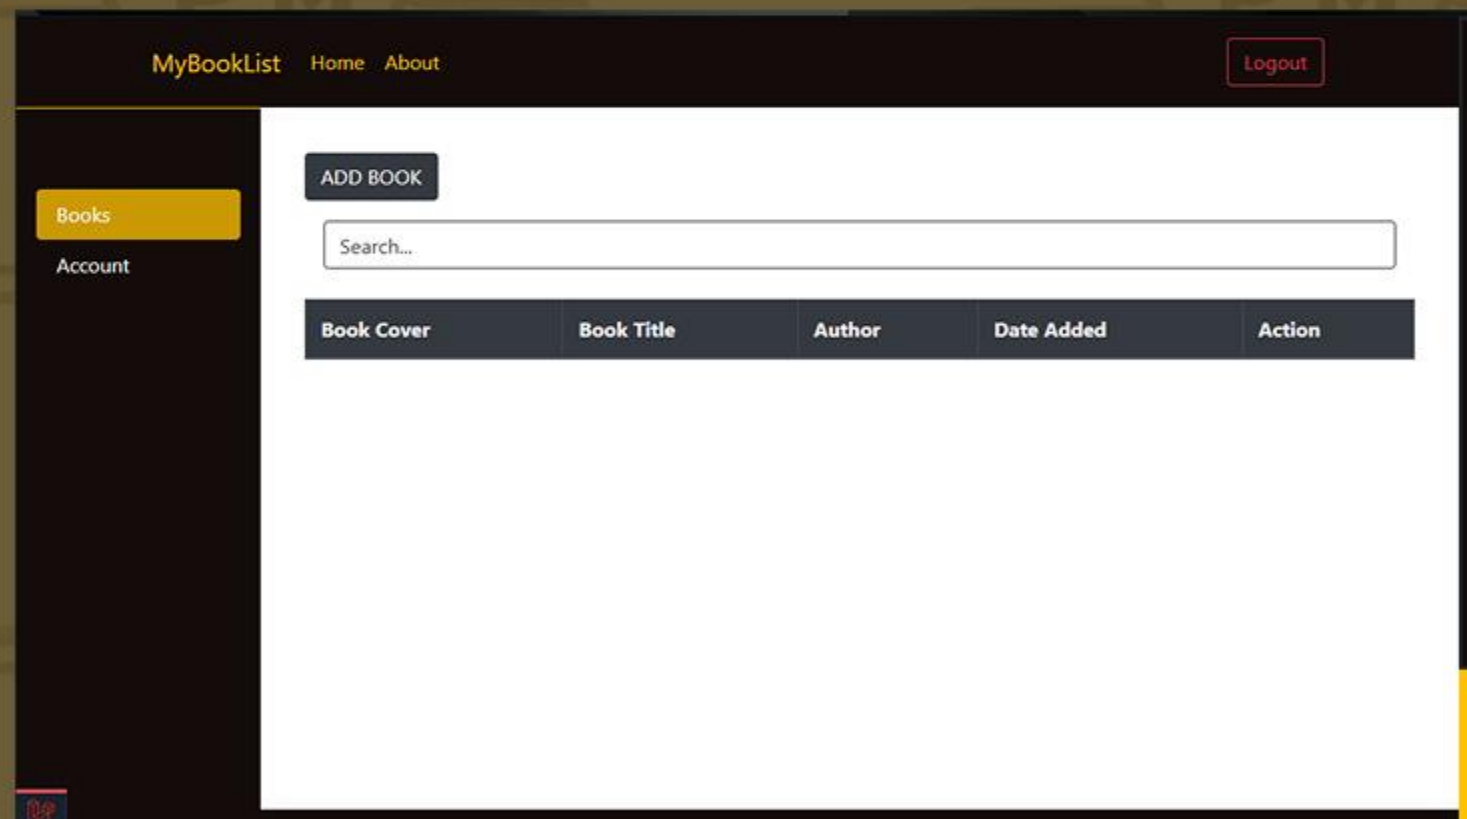 MyBookList Home About Logout
Books
Account
ADD BOOK
Search...
Book Cover Book Title Author Date Added Action